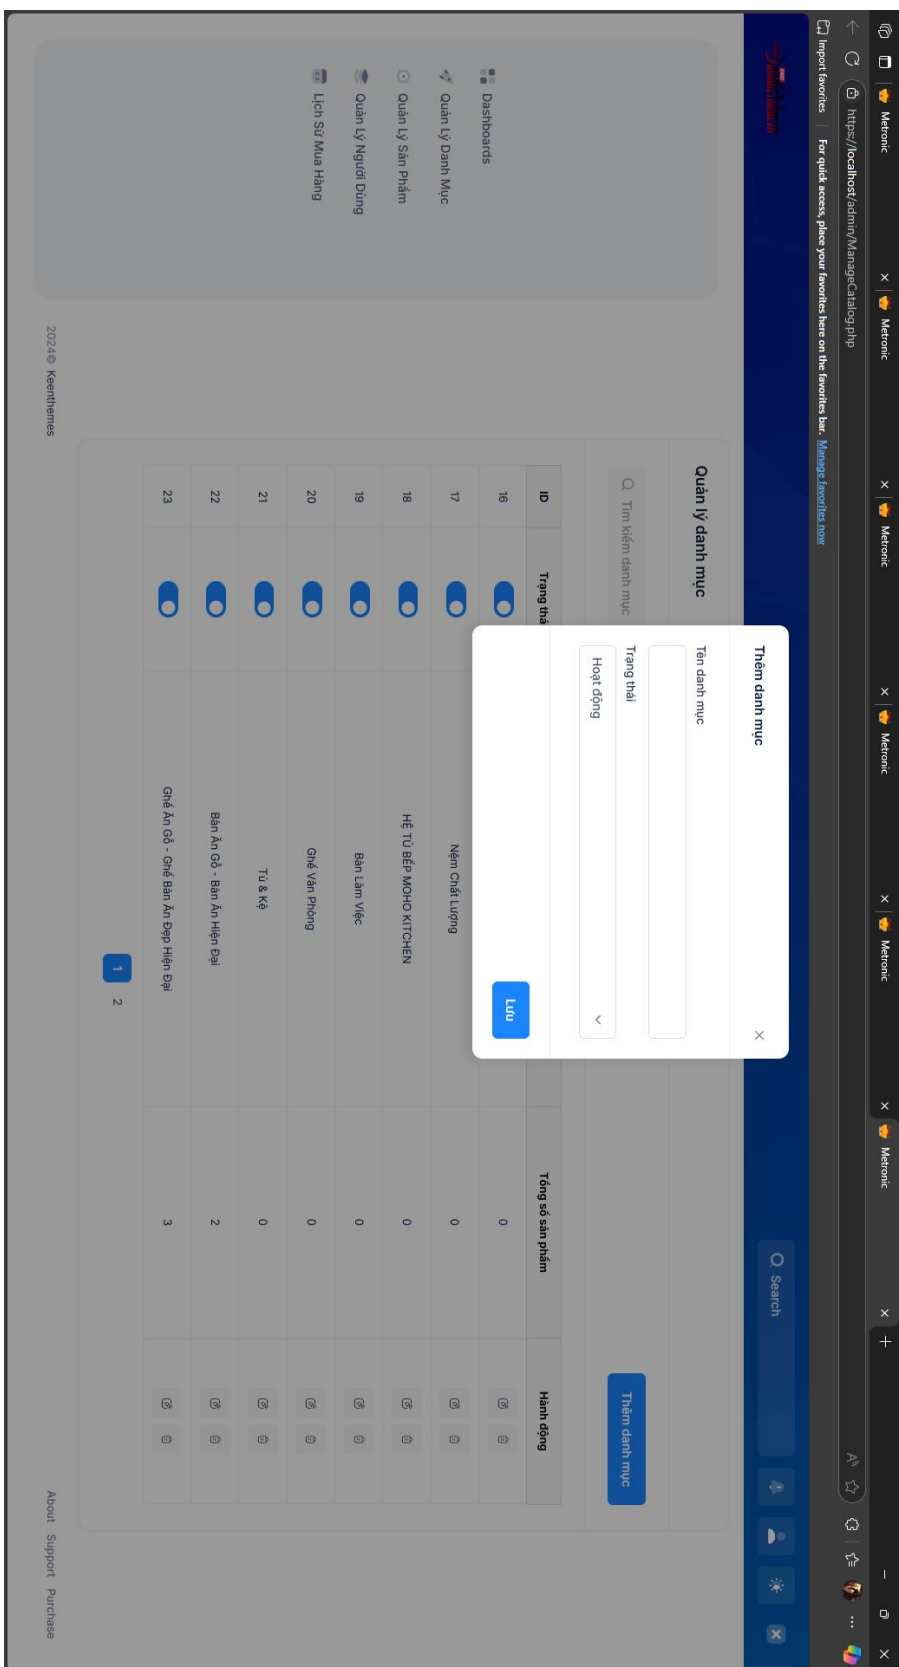 Metronic
Metronic
Metronic
Metronic
Metronic
Metronic
https://localhost/admin/ManageCatalog.php
Import favorites
For quick access, place your favorites here on the favorites bar. Manage favorites now
Search
Dashboards
Quản Lý Danh Mục
Quản Lý Sản Phẩm
Quản Lý Người Dùng
Lịch Sử Mua Hàng
Quản lý danh mục
Tìm kiếm danh mục
Thêm danh mục
Thêm danh mục
Tên danh mục
Trạng thái
Hoạt động
Lưu
ID Trạng thá Tổng số sản phẩm Hành động
16 0
17 Nệm Chất Lượng 0
18 HỆ TỦ BẾP MOHO KITCHEN 0
19 Bàn Làm Việc 0
20 Ghế Văn Phòng 0
21 Tủ & Kệ 0
22 Bàn Ăn Gỗ - Bàn Ăn Hiện Đại 2
23 Ghế Ăn Gỗ - Ghế Bàn Ăn Đẹp Hiện Đại 3
1 2
2024© Keenthemes
About Support Purchase